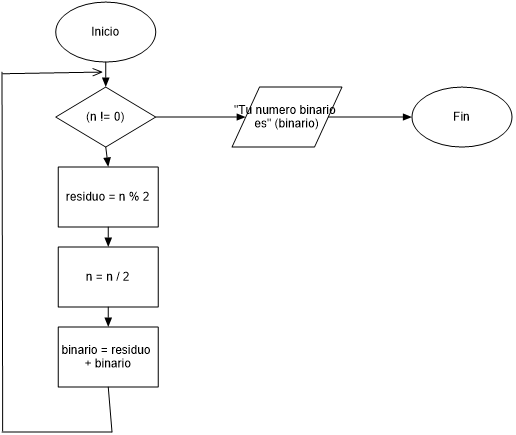 Inicio
(n != 0)
"Tu numero binario
es" (binario)
Fin
residuo = n % 2
n = n / 2
binario = residuo
+ binario